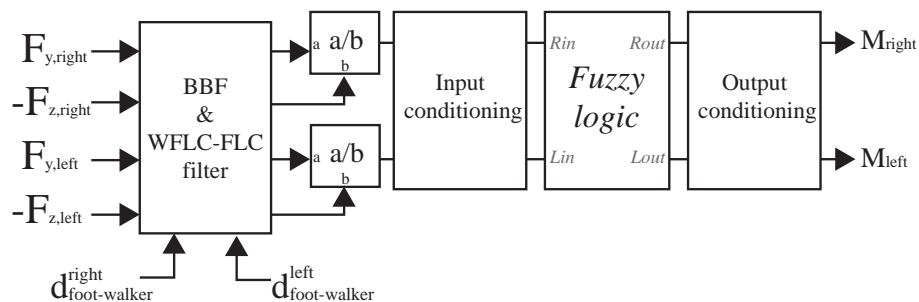 F_y,right
-F_z,right
F_y,left
-F_z,left
BBF
&
WFLC-FLC
filter
d^right_foot-walker
d^left_foot-walker
a a/b
b
a a/b
b
Input
conditioning
Rin Rout
Fuzzy
logic
Lin Lout
Output
conditioning
M_right
M_left